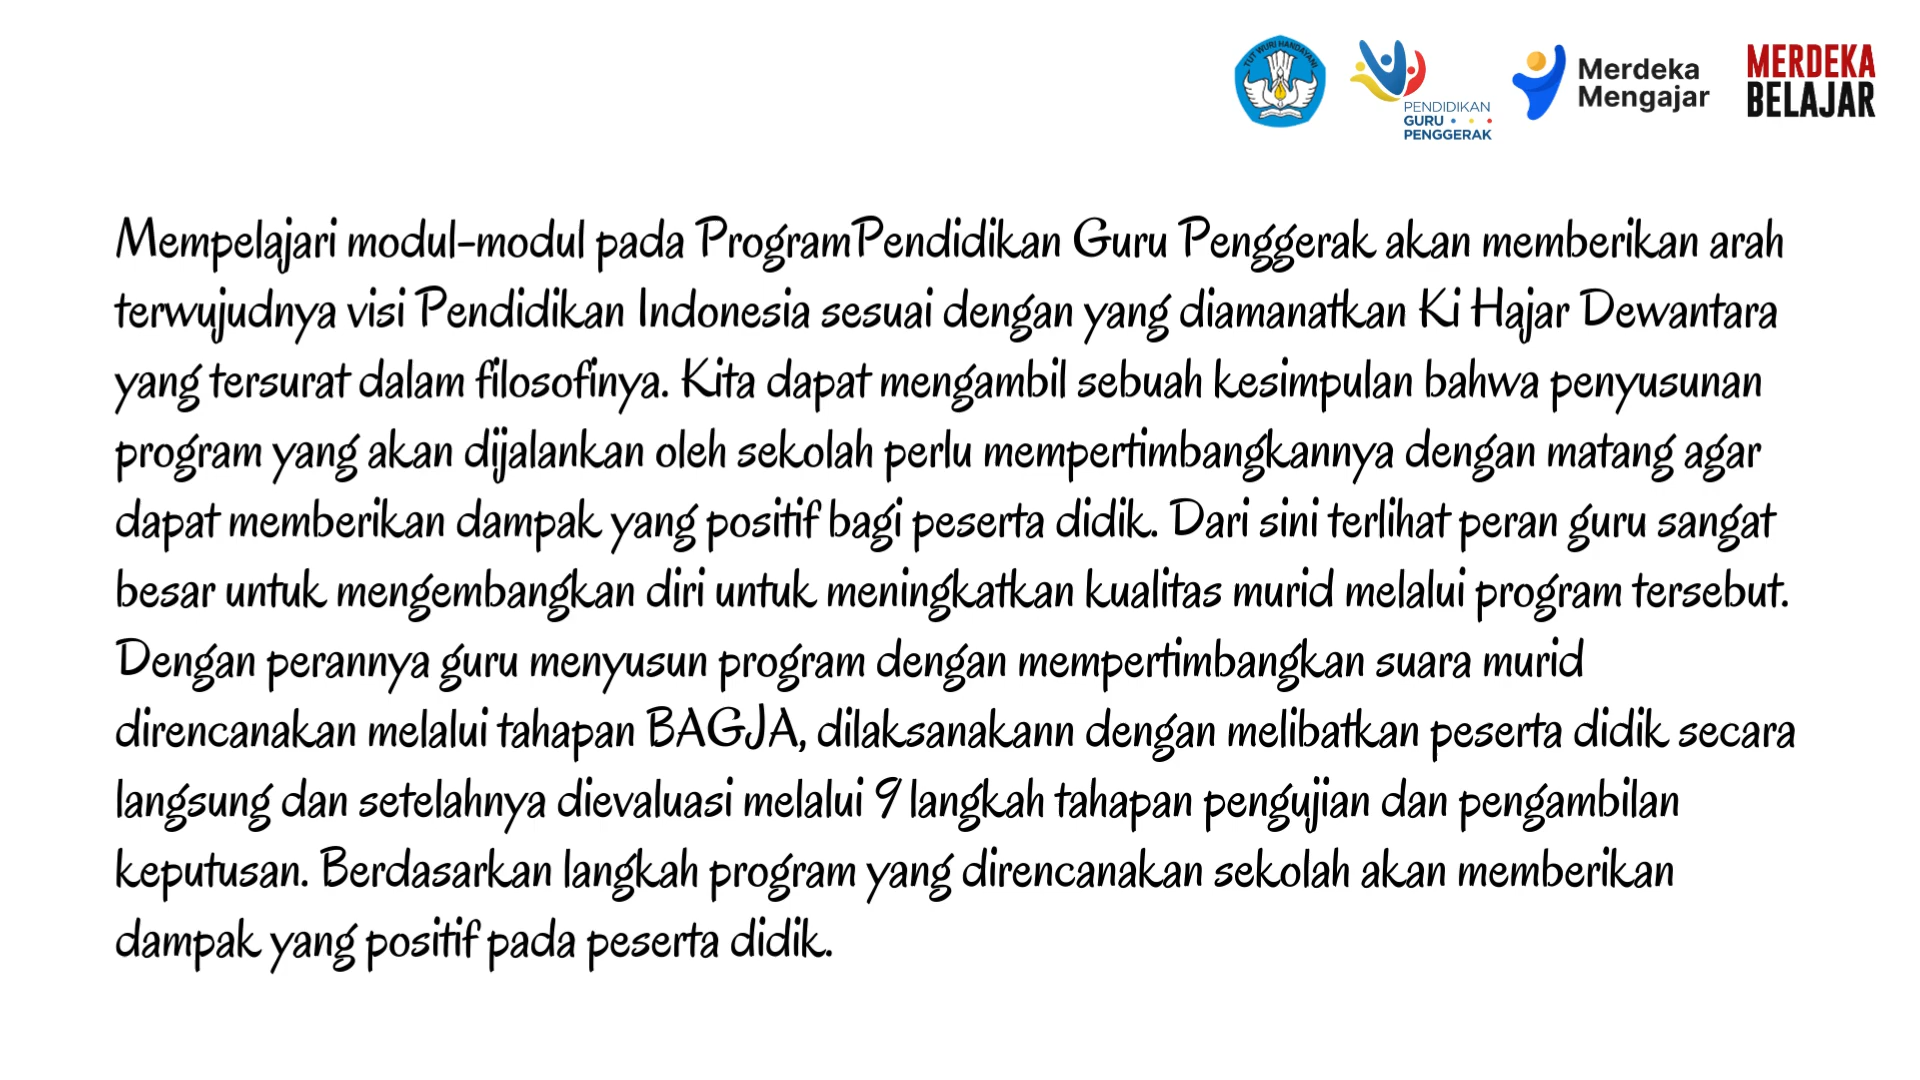 TUT WURI HANDAYANI
PENDIDIKAN
GURU
PENGGERAK
Merdeka
Mengajar
MERDEKA
BELAJAR
Mempelajari modul-modul pada ProgramPendidikan Guru Penggerak akan memberikan arah
terwujudnya visi Pendidikan Indonesia sesuai dengan yang diamanatkan Ki Hajar Dewantara
yang tersurat dalam filosofinya. Kita dapat mengambil sebuah kesimpulan bahwa penyusunan
program yang akan dijalankan oleh sekolah perlu mempertimbangkannya dengan matang agar
dapat memberikan dampak yang positif bagi peserta didik. Dari sini terlihat peran guru sangat
besar untuk mengembangkan diri untuk meningkatkan kualitas murid melalui program tersebut.
Dengan perannya guru menyusun program dengan mempertimbangkan suara murid
direncanakan melalui tahapan BAGJA, dilaksanakann dengan melibatkan peserta didik secara
langsung dan setelahnya dievaluasi melalui 9 langkah tahapan pengujian dan pengambilan
keputusan. Berdasarkan langkah program yang direncanakan sekolah akan memberikan
dampak yang positif pada peserta didik.